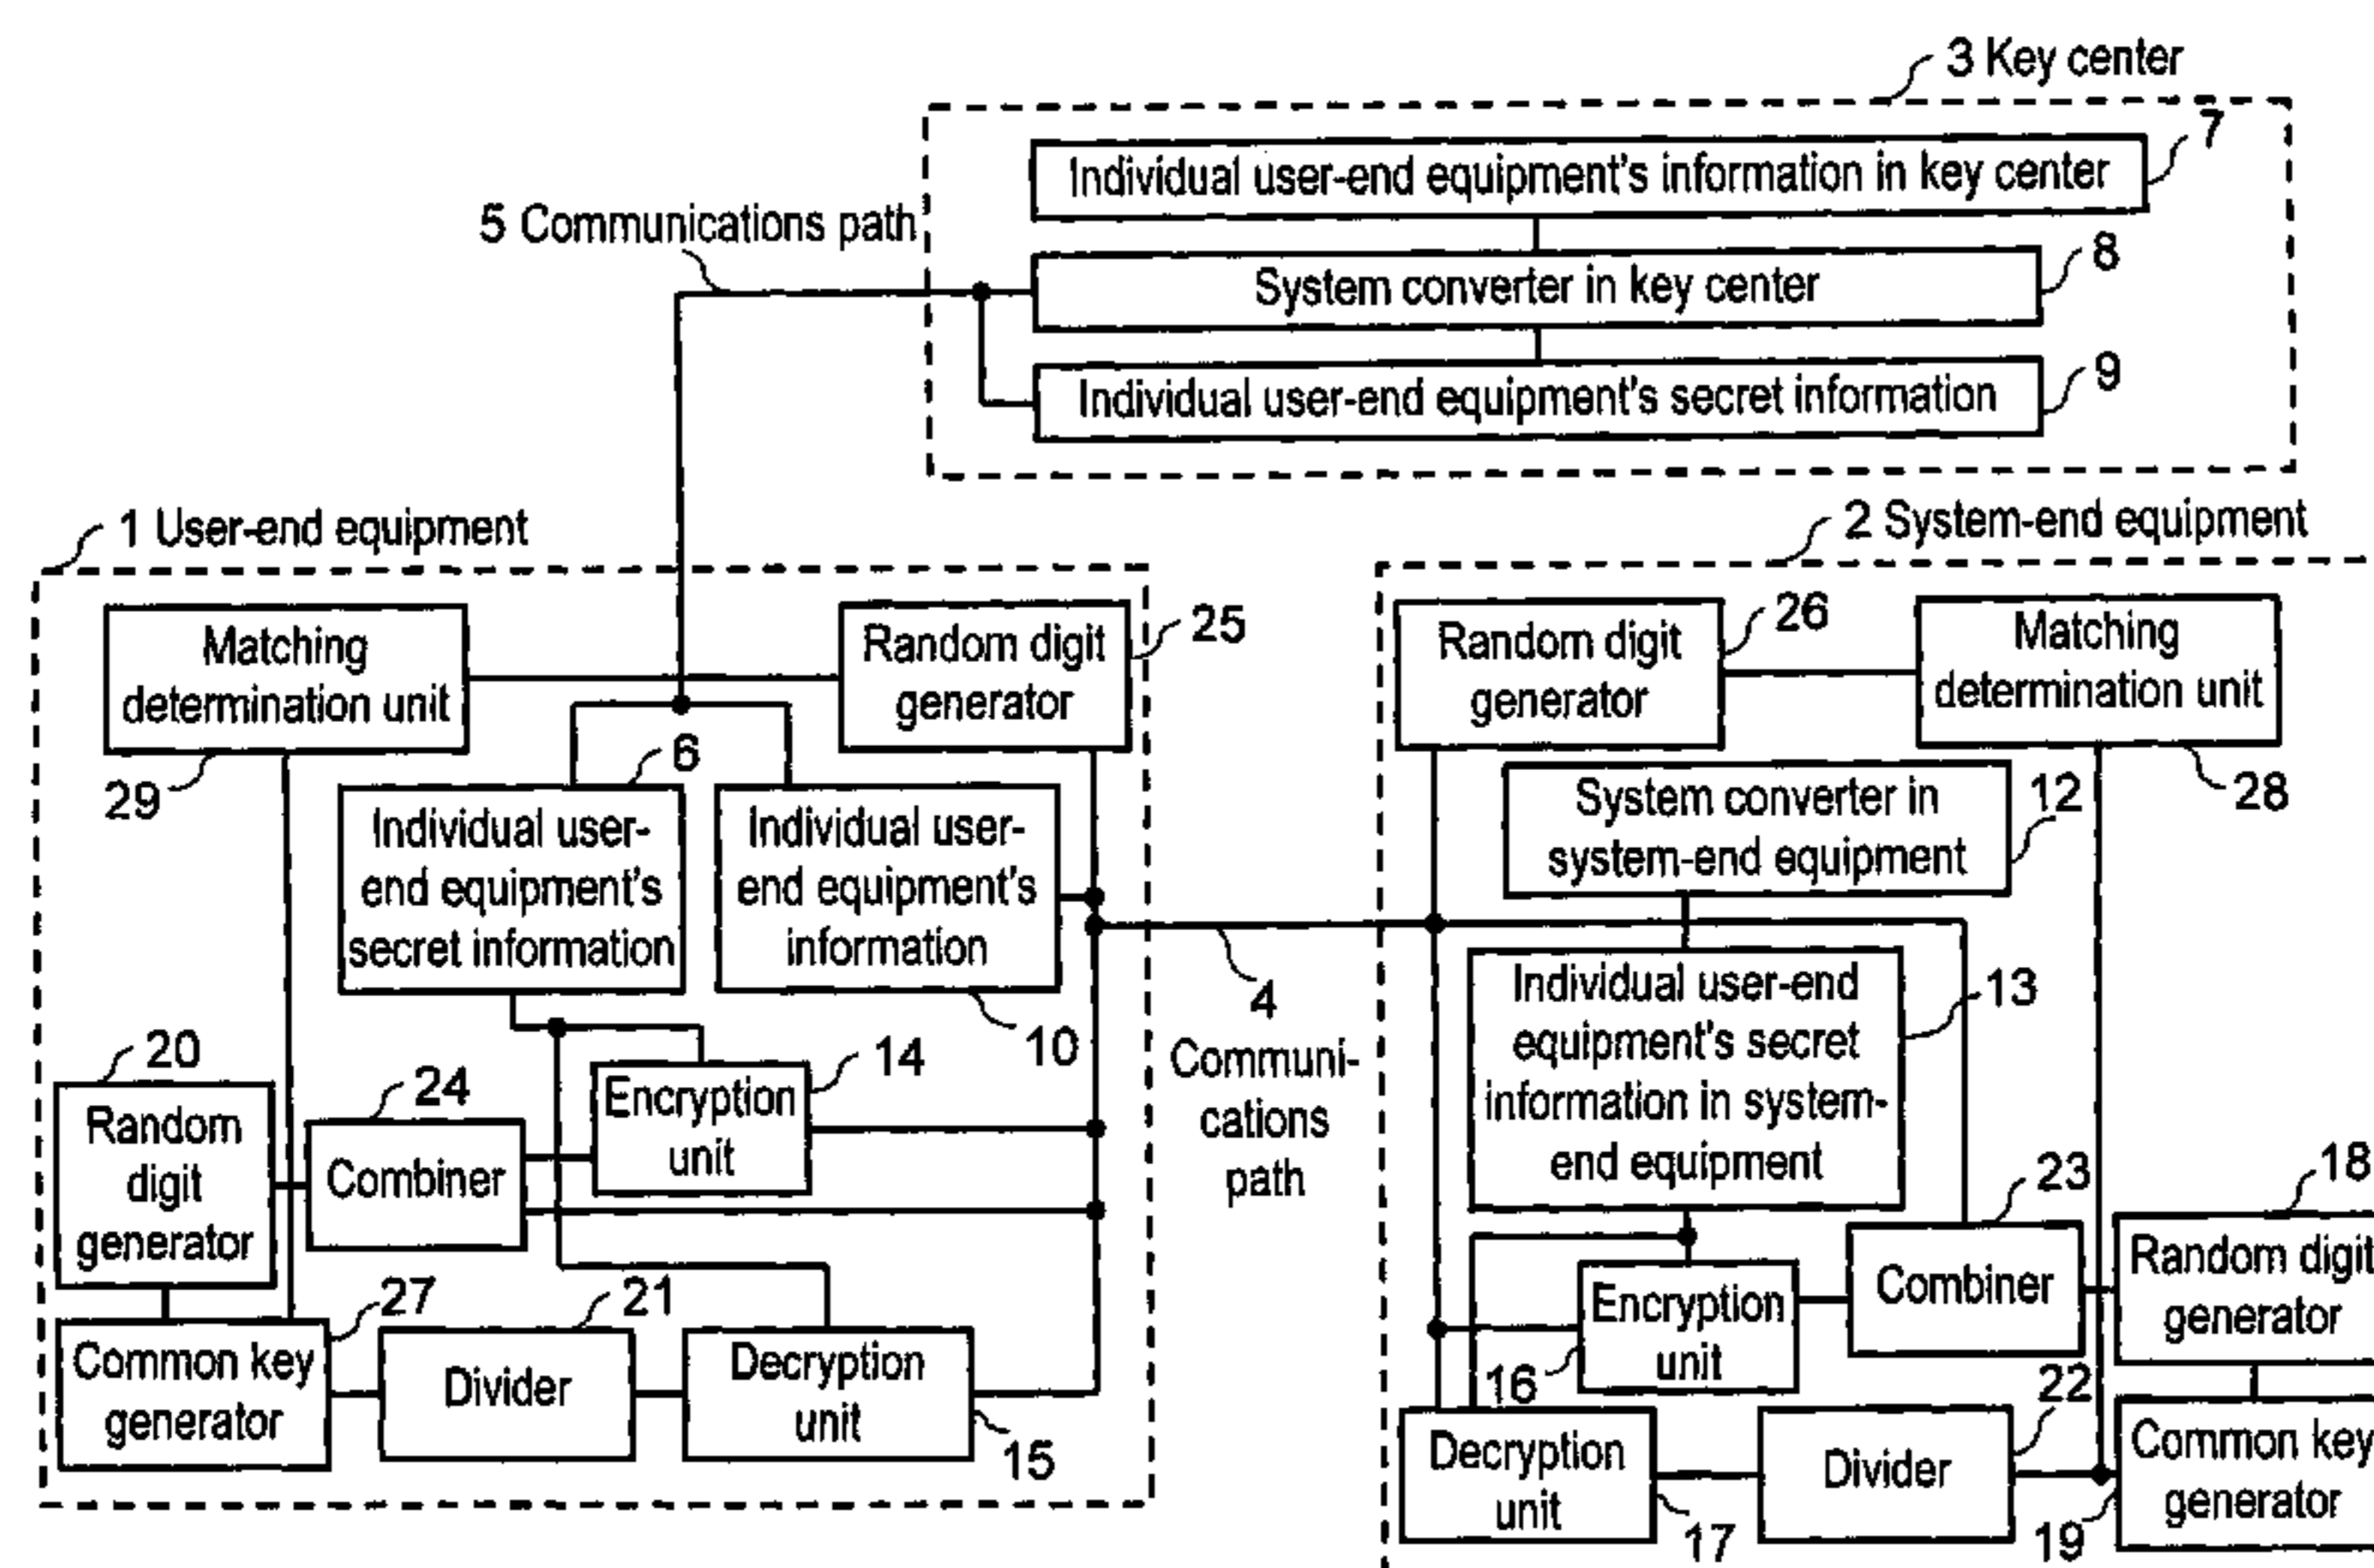 3 Key center
7
Individual user-end equipment's information in key center
5 Communications path
8
System converter in key center
9
Individual user-end equipment's secret information
1 User-end equipment
2 System-end equipment
Matching
determination unit
29
Random digit
generator
25
6
Individual user-
end equipment's
secret information
Individual user-
end equipment's
information
10
20
Random
digit
generator
24
Combiner
14
Encryption
unit
27
Common key
generator
21
Divider
Decryption
unit
15
4
Communi-
cations
path
Random digit
generator
26
Matching
determination unit
28
System converter in
system-end equipment
12
Individual user-end
equipment's secret
information in system-
end equipment
13
23
Combiner
18
Random digit
generator
Encryption
unit
16
Decryption
unit
17
22
Divider
Common key
generator
19